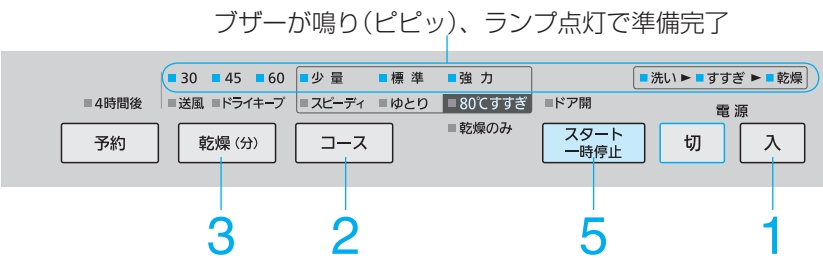 ブザーが鳴り(ピピッ)、ランプ点灯で準備完了
30 45 60 少量 標準 強力 洗い▶すすぎ▶乾燥
4時間後 送風 ドライキープ スピーディ ゆとり 80℃すすぎ ドア開 電源
乾燥のみ
予約 乾燥(分) コース スタート 切 入
一時停止
3 2 5 1